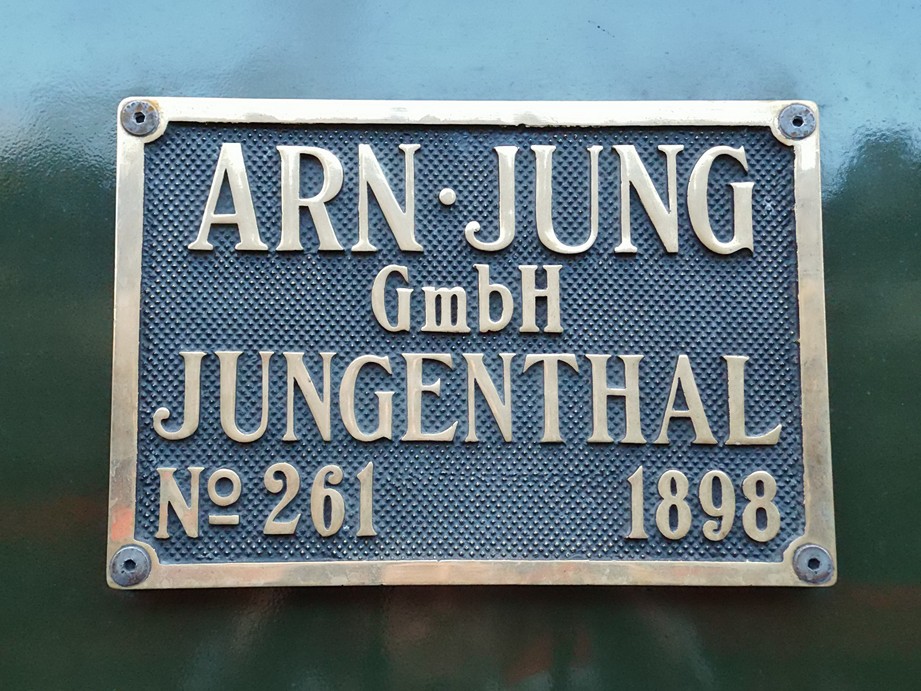 ARN·JUNG
GmbH
JUNGENTHAL
No 261 1898